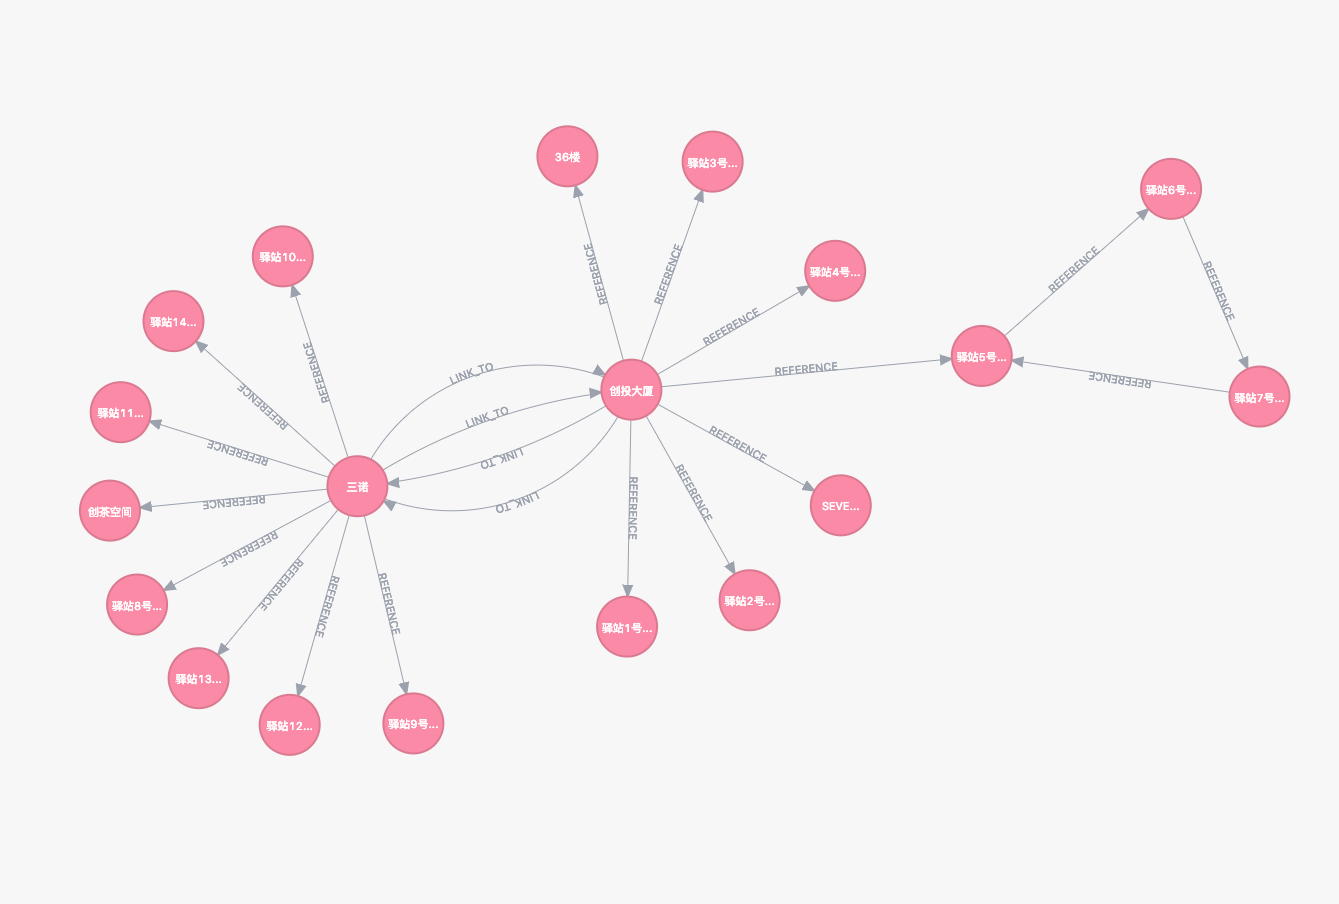 36楼
驿站3号...
驿站6号...
驿站10...
驿站4号...
REFERENCE
REFERENCE
REFERENCE
REFERENCE
驿站14...
REFERENCE
REFERENCE
驿站5号...
LINK_TO
REFERENCE
REFERENCE
REFERENCE
创投大厦
驿站7号...
驿站11...
REFERENCE
LINK_TO
REFERENCE
REFERENCE
LINK_TO
三诺
REFERENCE
REFERENCE
LINK_TO
SEVE...
创茶空间
REFERENCE
REFERENCE
REFERENCE
REFERENCE
REFERENCE
驿站8号...
驿站2号...
驿站1号...
驿站13...
驿站12...
驿站9号...